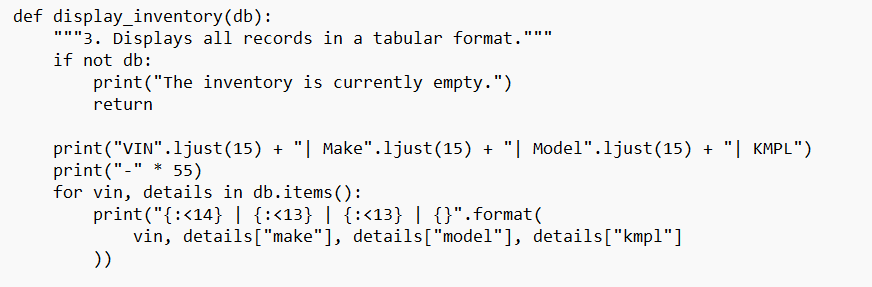 def display_inventory(db):
    """3. Displays all records in a tabular format."""
    if not db:
        print("The inventory is currently empty.")
        return

    print("VIN".ljust(15) + "| Make".ljust(15) + "| Model".ljust(15) + "| KMPL")
    print("-" * 55)
    for vin, details in db.items():
        print("{:<14} | {:<13} | {:<13} | {}".format(
            vin, details["make"], details["model"], details["kmpl"]
        ))